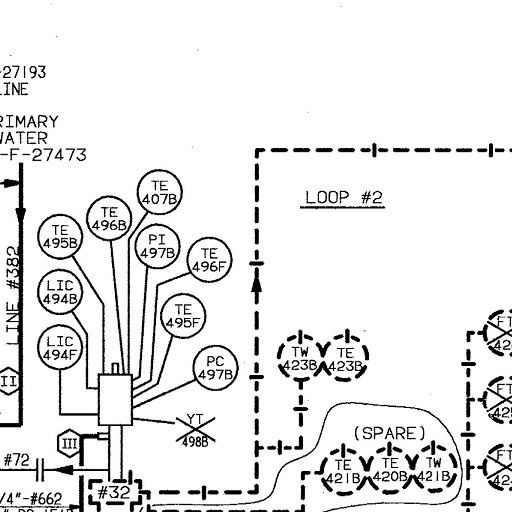 -27193
LINE
RIMARY
WATER
-F-27473
TE
407B
TE
496B
TE
495B
PI
497B
TE
496F
LIC
494B
TE
495F
LIC
494F
PC
497B
YT
498B
LINE #382
II
III
#72
/4"-#662
#32
LOOP #2
TW
423B
TE
423B
(SPARE)
TE
421B
TE
420B
TW
421B
FT
42
FT
FT
42